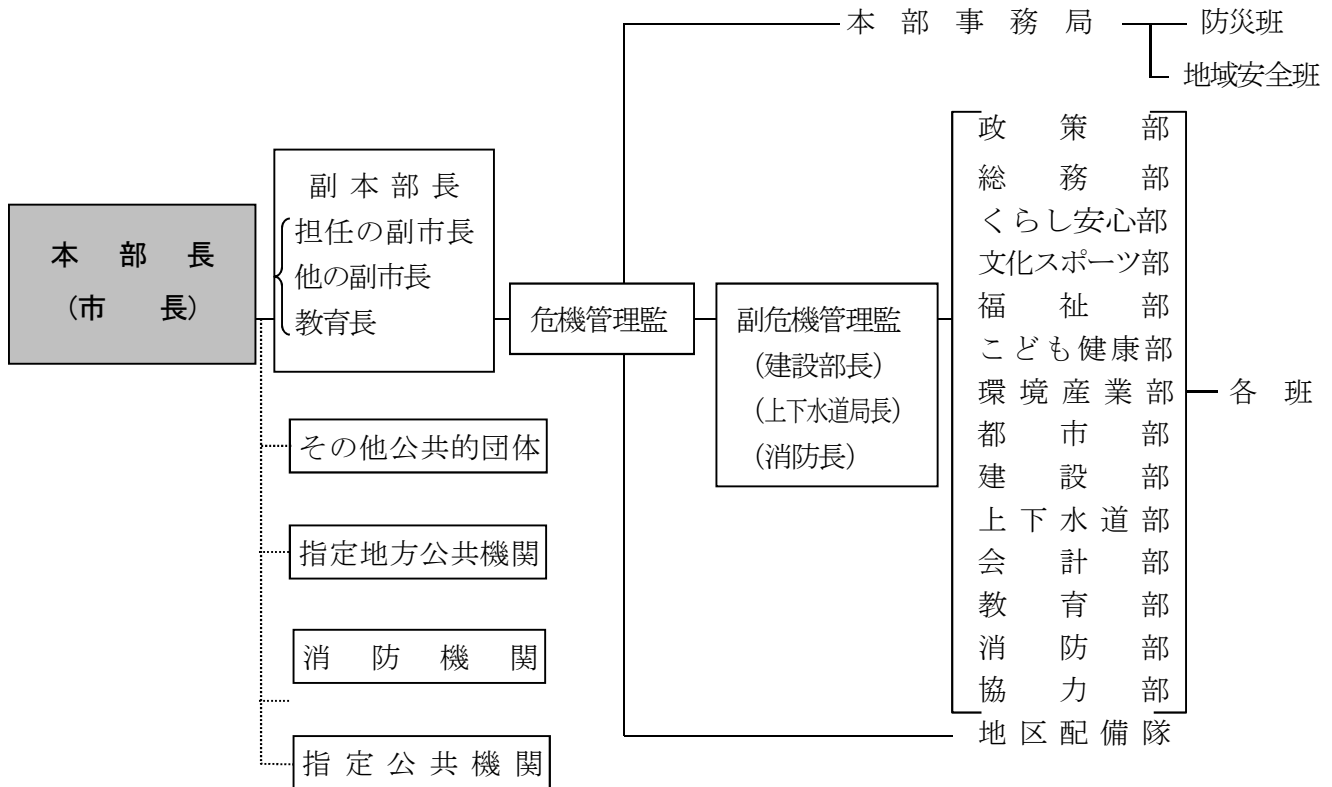 本部事務局
防災班
地域安全班
本部長
(市長)
副本部長
担任の副市長
他の副市長
教育長
危機管理監
副危機管理監
(建設部長)
(上下水道局長)
(消防長)
政策部
総務部
くらし安心部
文化スポーツ部
福祉部
こども健康部
環境産業部
都市部
建設部
上下水道部
会計部
教育部
消防部
協力部
各班
地区配備隊
その他公共的団体
指定地方公共機関
消防機関
指定公共機関